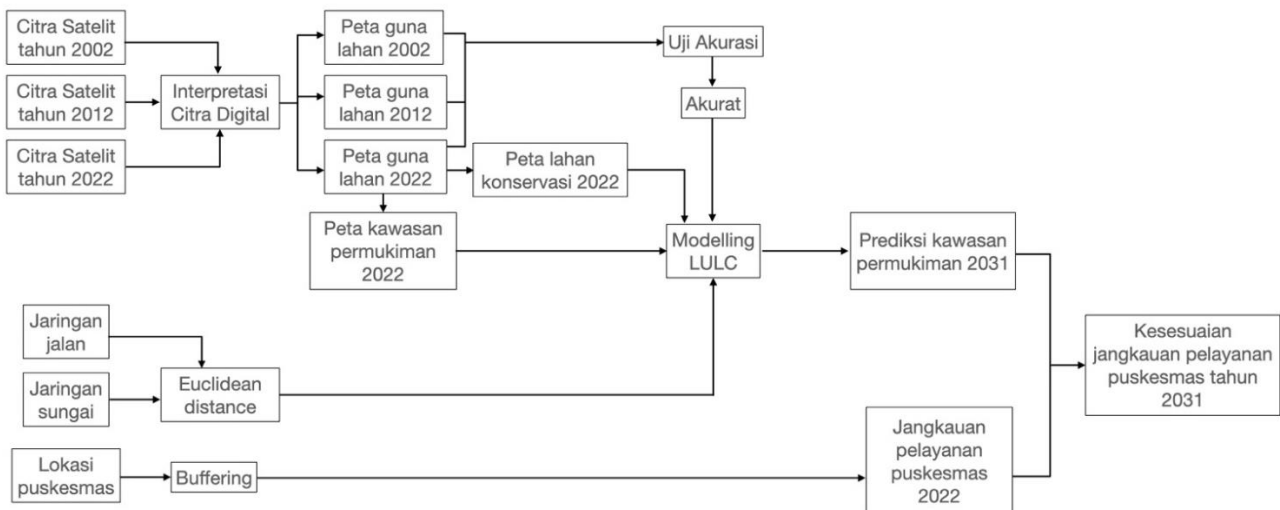 Citra Satelit
tahun 2002
Citra Satelit
tahun 2012
Citra Satelit
tahun 2022
Interpretasi
Citra Digital
Peta guna
lahan 2002
Peta guna
lahan 2012
Peta guna
lahan 2022
Peta lahan
konservasi 2022
Peta kawasan
permukiman
2022
Uji Akurasi
Akurat
Modelling
LULC
Prediksi kawasan
permukiman 2031
Jaringan
jalan
Jaringan
sungai
Euclidean
distance
Lokasi
puskesmas
Buffering
Jangkauan
pelayanan
puskesmas
2022
Kesesuaian
jangkauan pelayanan
puskesmas tahun
2031